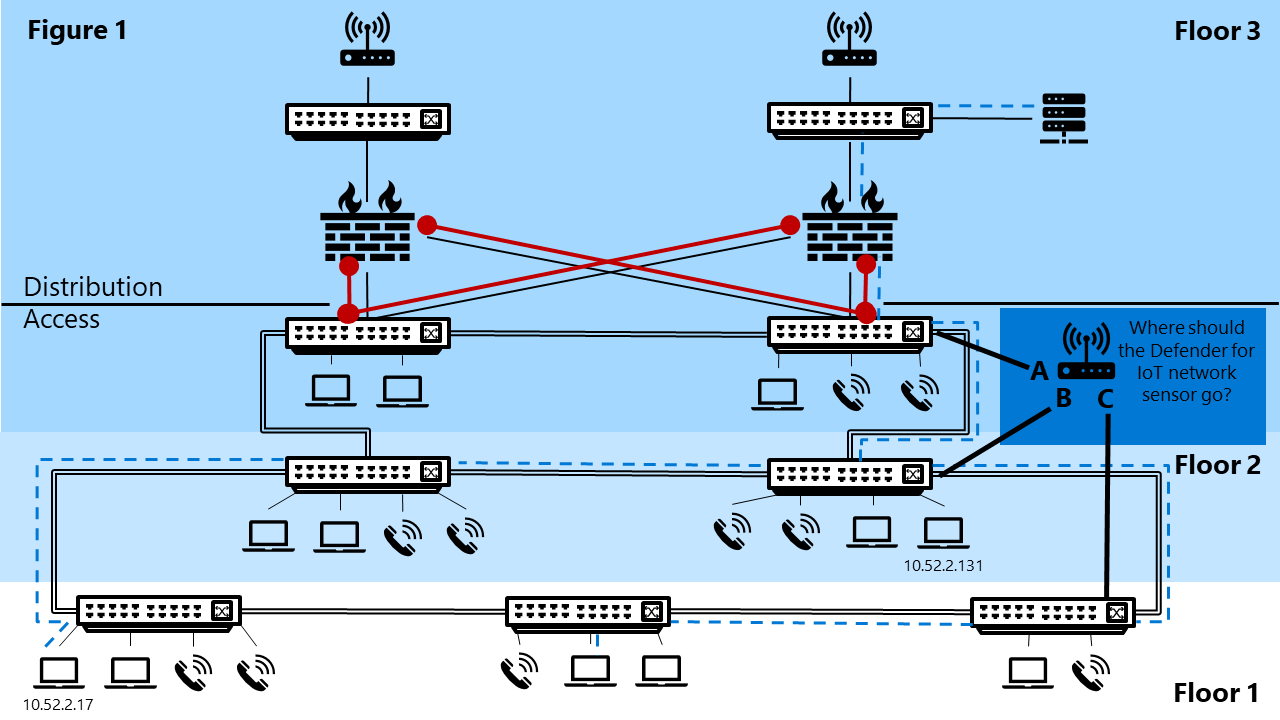 Figure 1
Floor 3
Distribution
Access
Where should
the Defender for
IoT network
sensor go?
A
B
C
Floor 2
10.52.2.131
10.52.2.17
Floor 1